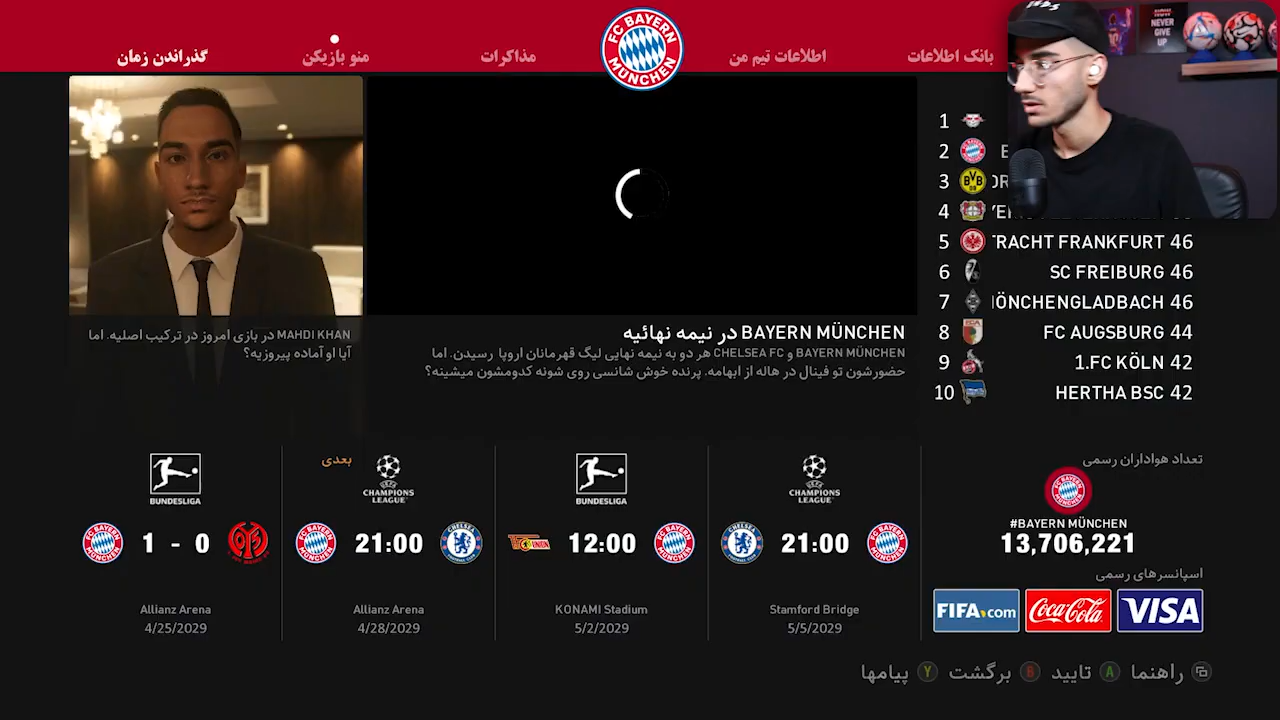 گذراندن زمان
منو بازیکن
مذاکرات
FC BAYERN MÜNCHEN
اطلاعات تیم من
بانک اطلاعات
NEVER GIVE UP
MAHDI KHAN در بازی امروز در ترکیب اصلیه. اما
آیا او آماده پیروزیه؟
BAYERN MÜNCHEN در نیمه نهائیه
BAYERN MÜNCHEN و CHELSEA FC هر دو به نیمه نهایی لیگ قهرمانان اروپا رسیدن. اما
حضورشون تو فینال در هاله از ابهامه. پرنده خوش شانسی روی شونه کدومشون میشینه؟
1
2
3
4
5 TRACHT FRANKFURT 46
6 SC FREIBURG 46
7 MÖNCHENGLADBACH 46
8 FC AUGSBURG 44
9 1.FC KÖLN 42
10 HERTHA BSC 42
BUNDESLIGA
1 - 0
Allianz Arena
4/25/2029
بعدی
UEFA CHAMPIONS LEAGUE
21:00
Allianz Arena
4/28/2029
BUNDESLIGA
12:00
KONAMI Stadium
5/2/2029
UEFA CHAMPIONS LEAGUE
21:00
Stamford Bridge
5/5/2029
تعداد هواداران رسمی
#BAYERN MÜNCHEN
13,706,221
اسپانسرهای رسمی
FIFA.com
Coca-Cola
VISA
راهنما
A تایید
B برگشت
Y پیامها